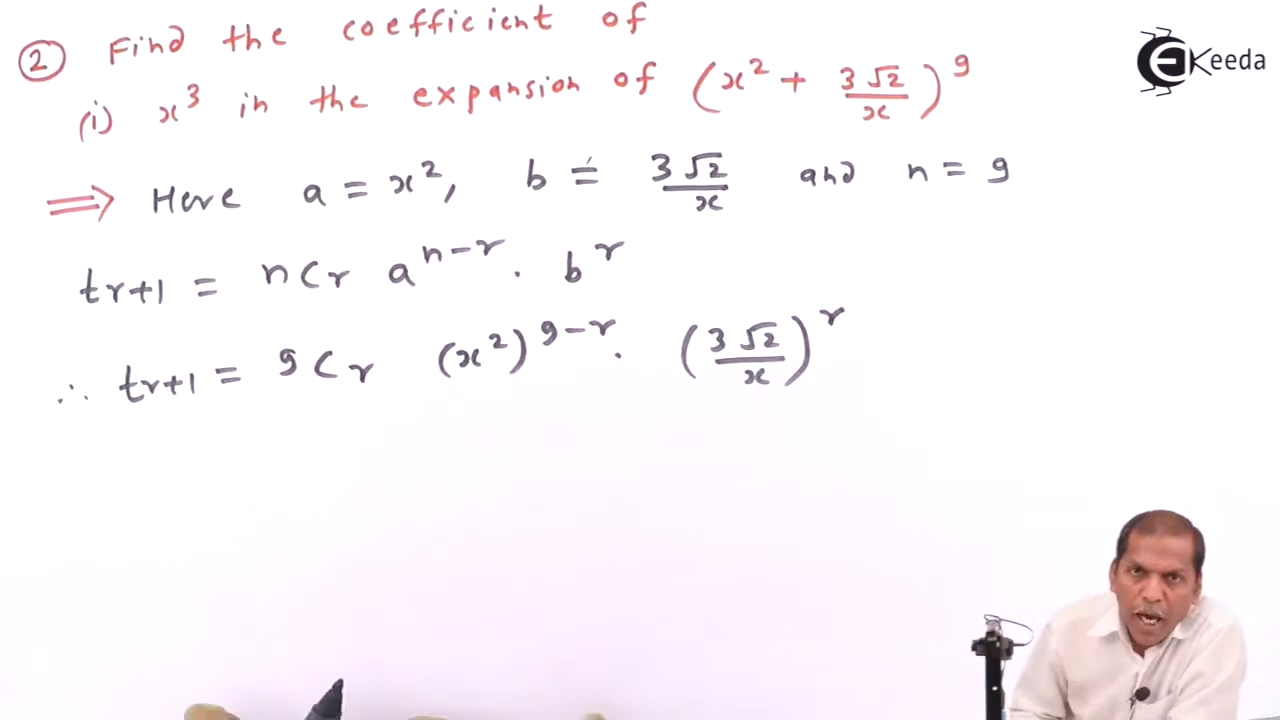 ② Find the coefficient of
(i) x³ in the expansion of (x² + 3√2/x)⁹
EKeeda
⟹ Here a = x², b = 3√2/x and n = 9
tr+1 = nCr a^(n-r) . b^r
∴ tr+1 = 9Cr (x²)^(9-r) . (3√2/x)^r